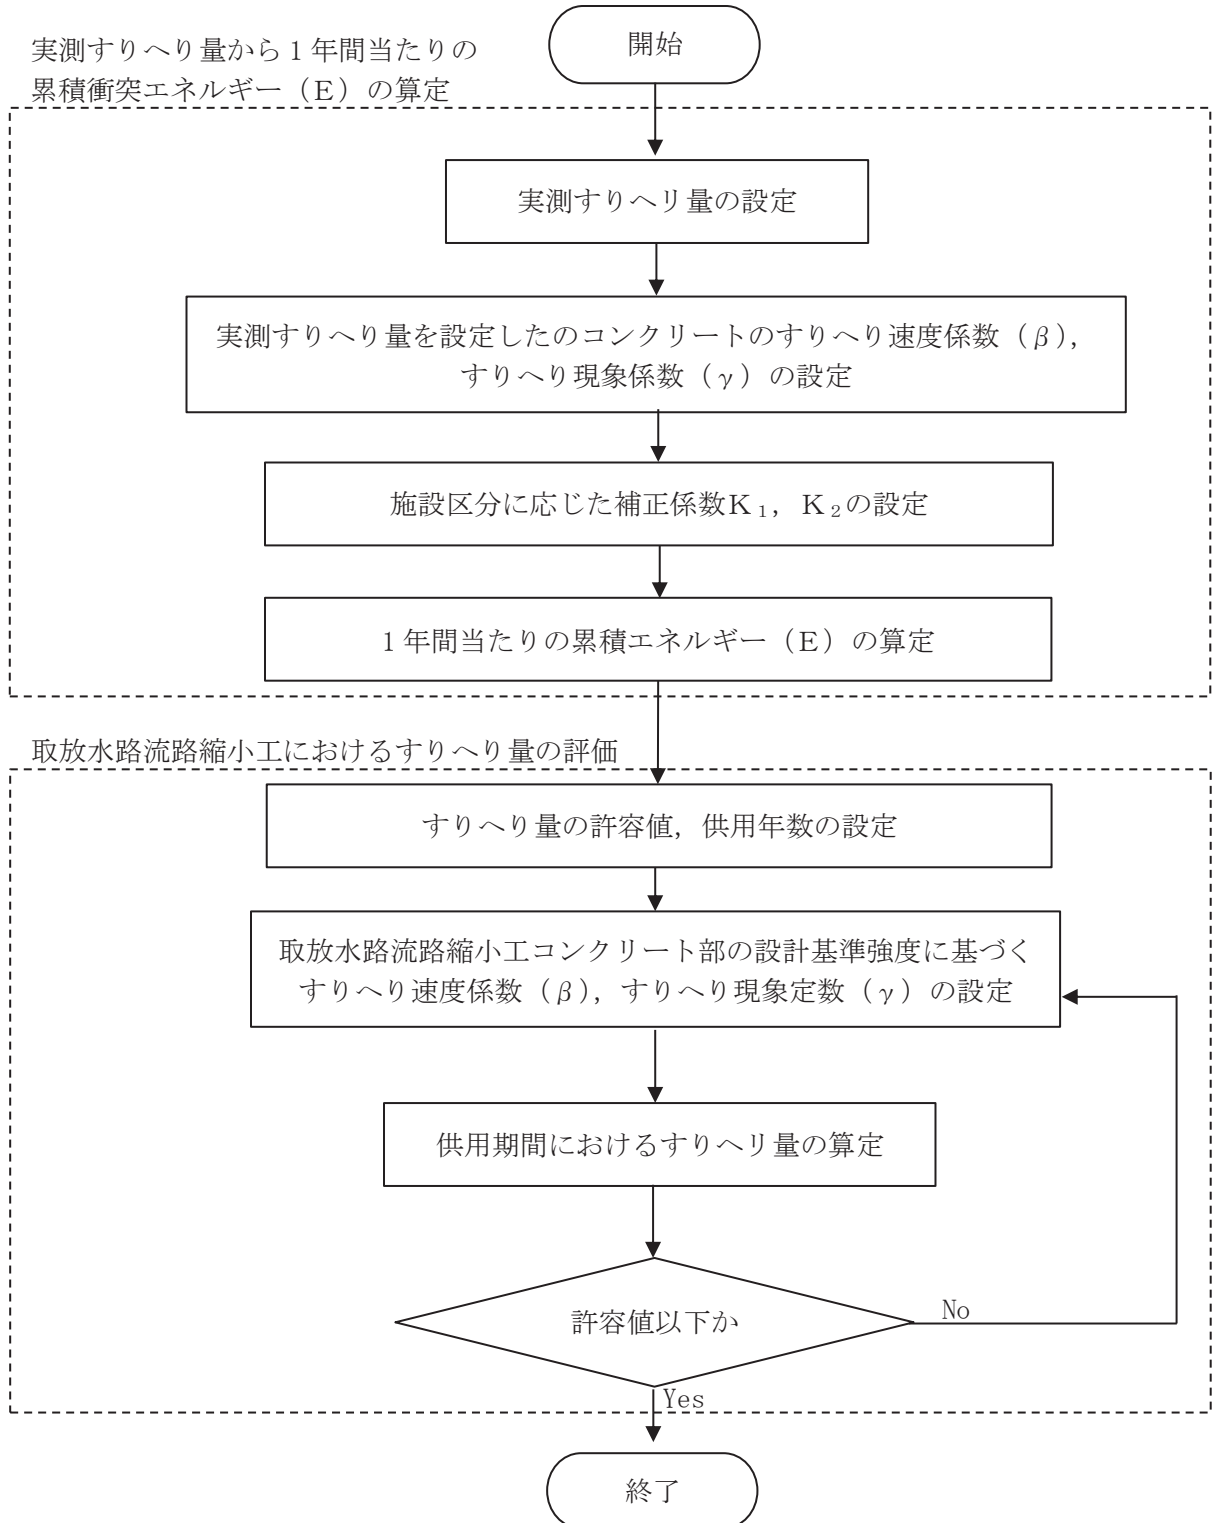 開始
実測すりへり量から1年間当たりの
累積衝突エネルギー（E）の算定
実測すりへリ量の設定
実測すりへり量を設定したのコンクリートのすりへり速度係数（β），
すりへり現象係数（γ）の設定
施設区分に応じた補正係数K₁，K₂の設定
1年間当たりの累積エネルギー（E）の算定
取放水路流路縮小工におけるすりへり量の評価
すりへり量の許容値，供用年数の設定
取放水路流路縮小工コンクリート部の設計基準強度に基づく
すりへり速度係数（β），すりへり現象定数（γ）の設定
供用期間におけるすりへリ量の算定
許容値以下か
No
Yes
終了